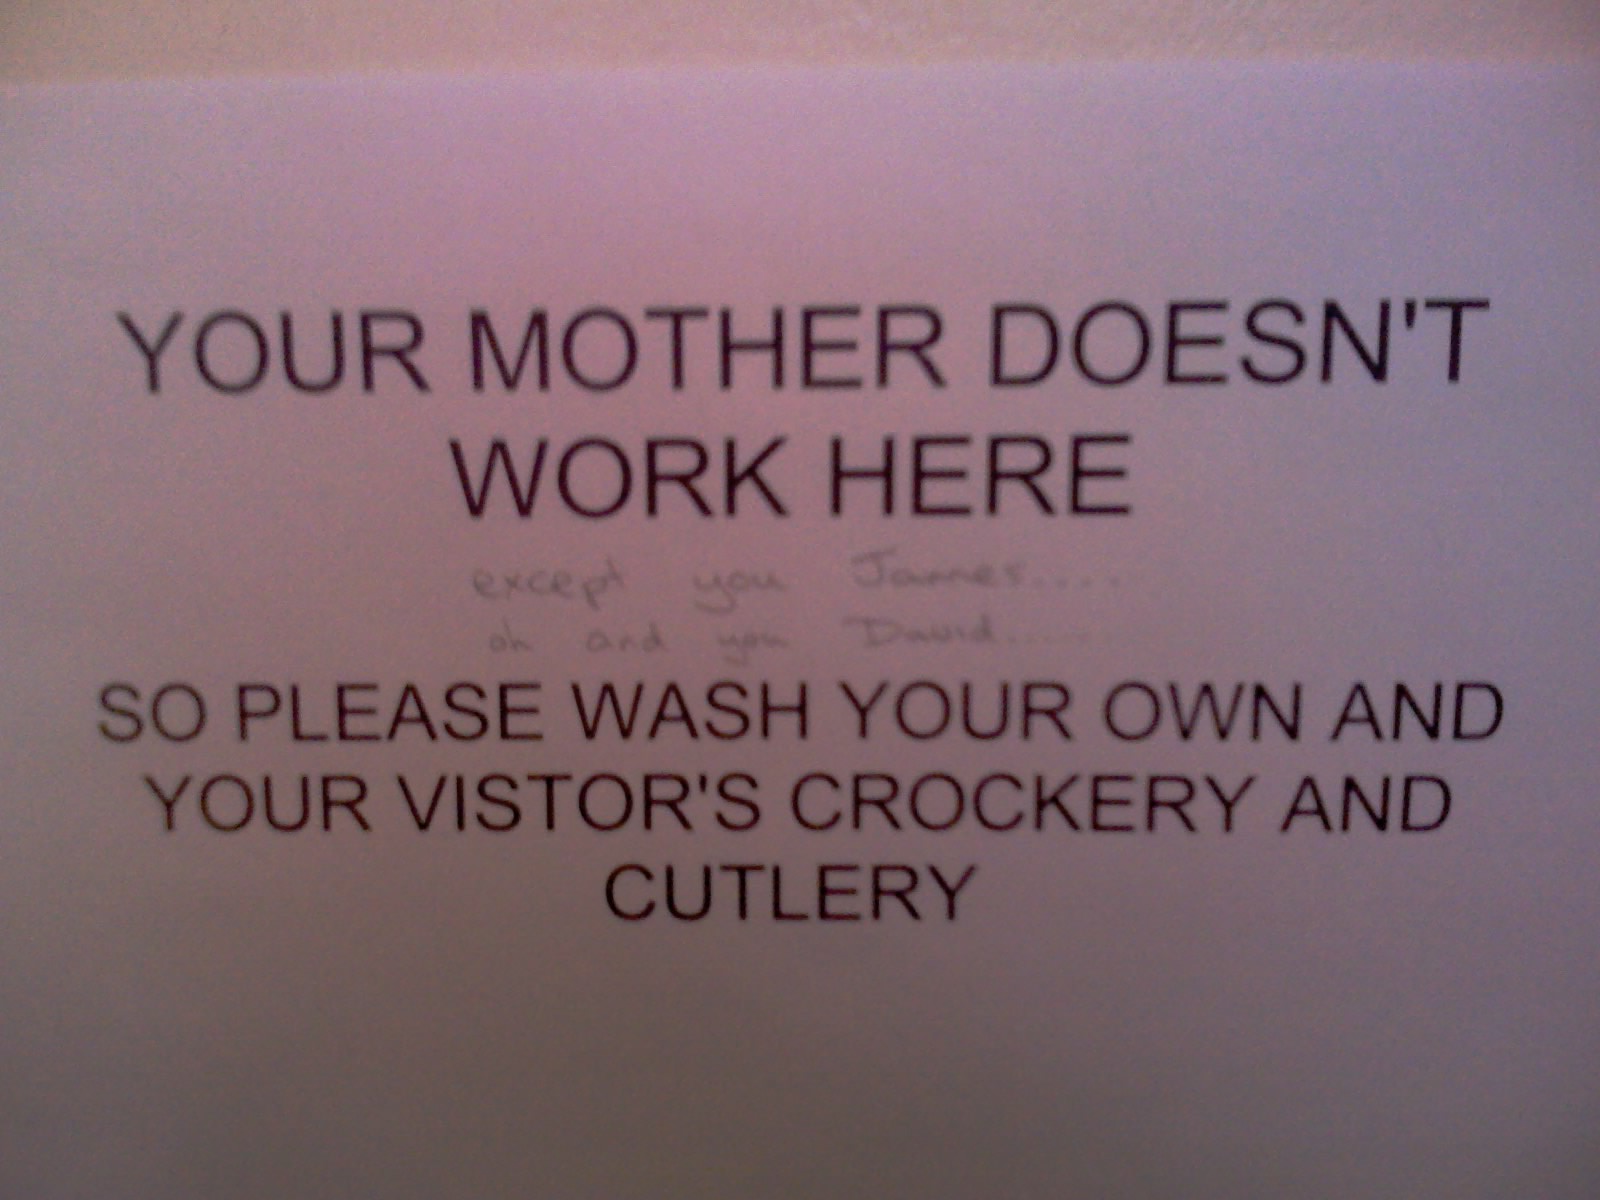 YOUR MOTHER DOESN'T
WORK HERE
except you James.....
oh and you David......
SO PLEASE WASH YOUR OWN AND
YOUR VISTOR'S CROCKERY AND
CUTLERY